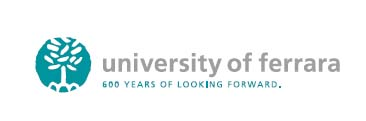 university of ferrara
600 YEARS OF LOOKING FORWARD.